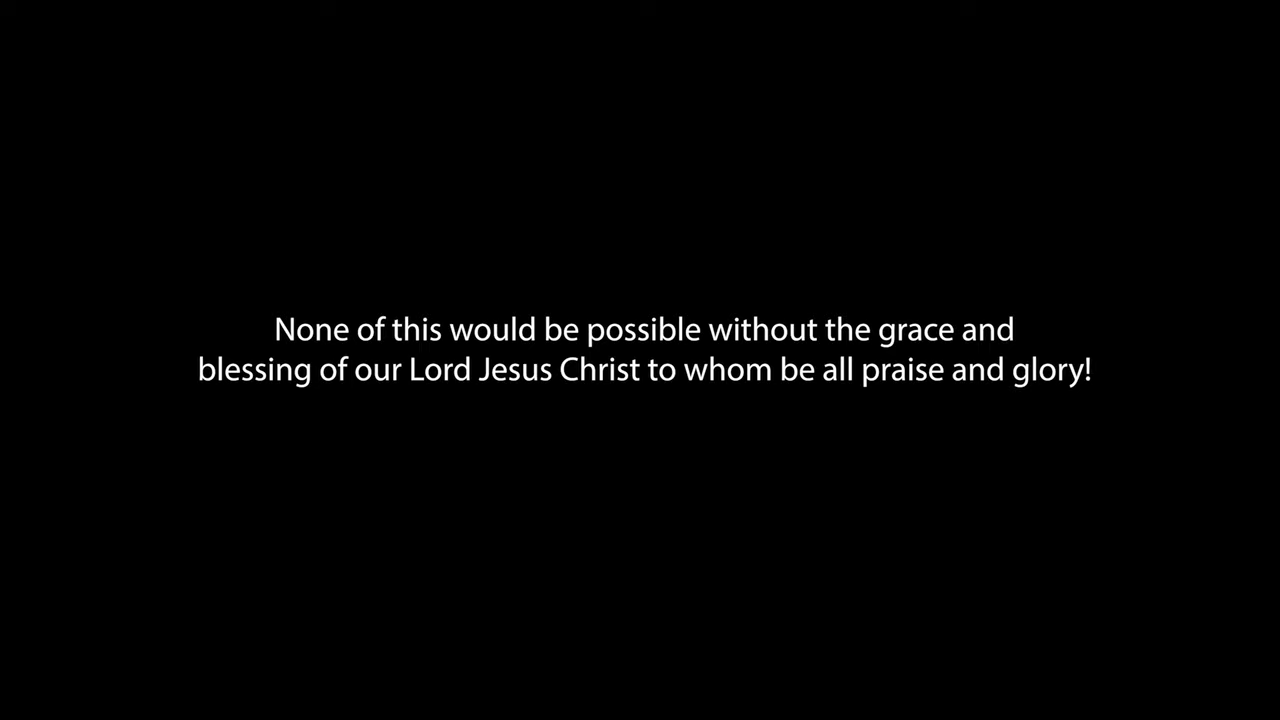 None of this would be possible without the grace and
blessing of our Lord Jesus Christ to whom be all praise and glory!